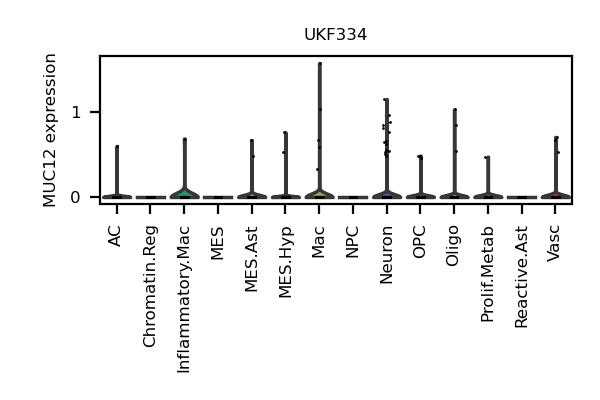 UKF334
MUC12 expression
1
0
AC
Chromatin.Reg
Inflammatory.Mac
MES
MES.Ast
MES.Hyp
Mac
NPC
Neuron
OPC
Oligo
Prolif.Metab
Reactive.Ast
Vasc